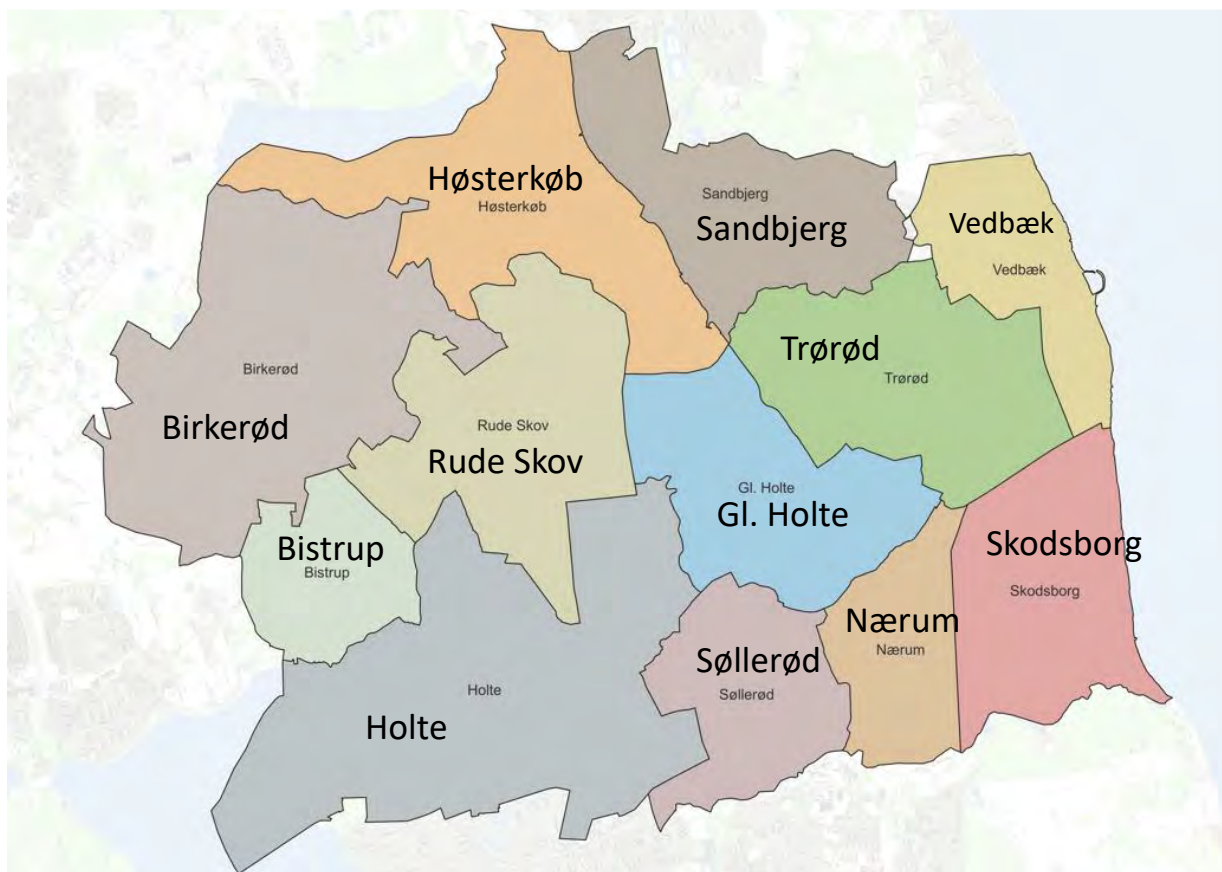 Høsterkøb
Høsterkøb
Sandbjerg
Sandbjerg
Vedbæk
Vedbæk
Trørød
Trørød
Birkerød
Birkerød
Rude Skov
Rude Skov
Gl. Holte
Gl. Holte
Bistrup
Bistrup
Skodsborg
Skodsborg
Nærum
Nærum
Søllerød
Søllerød
Holte
Holte